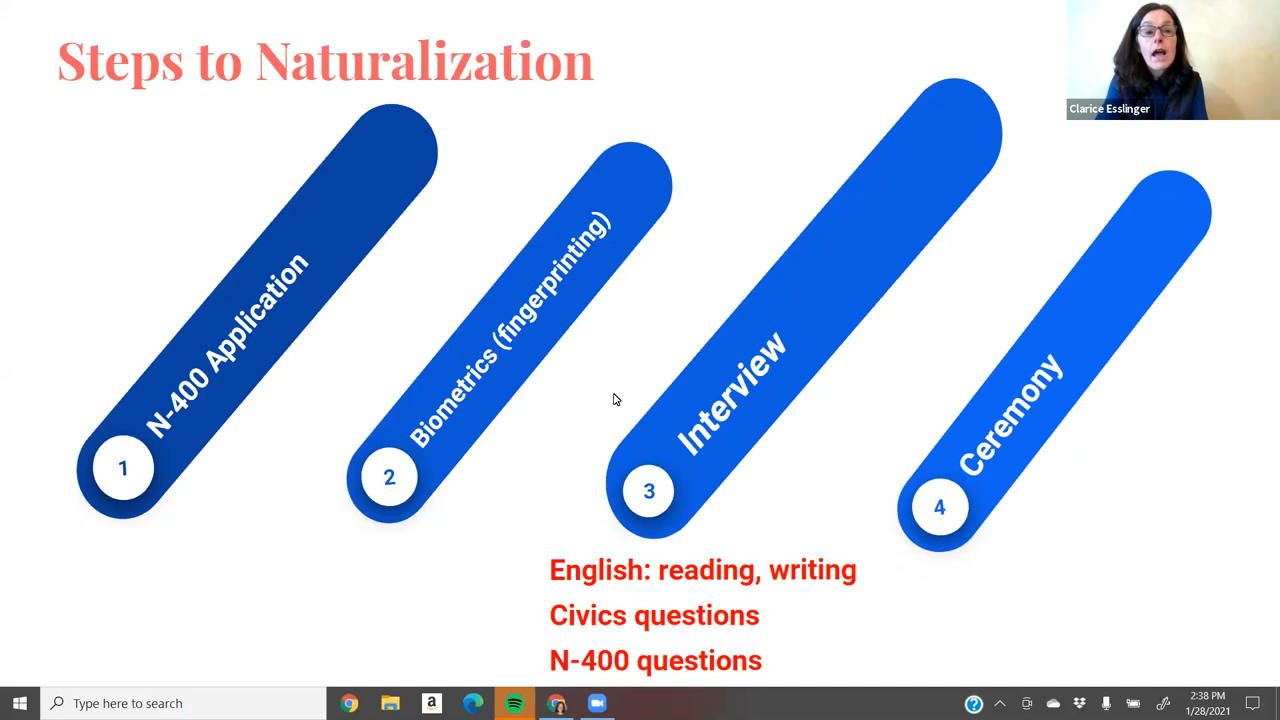 Steps to Naturalization
Clarice Esslinger
1
N-400 Application
2
Biometrics (fingerprinting)
3
Interview
4
Ceremony
English: reading, writing
Civics questions
N-400 questions
Type here to search
a
?
2:38 PM
1/28/2021